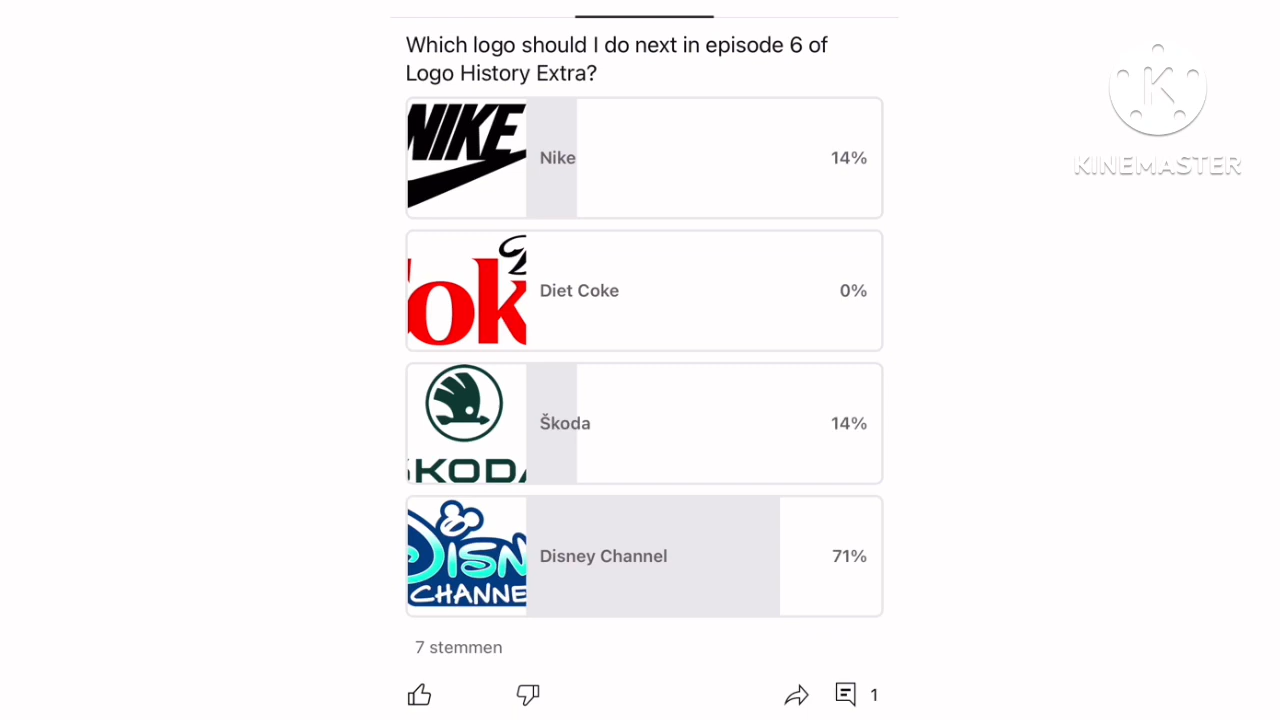 Which logo should I do next in episode 6 of
Logo History Extra?
NIKE
Nike
14%
Diet Coke
0%
Škoda
14%
Disney Channel
71%
7 stemmen
1
K
KINEMASTER